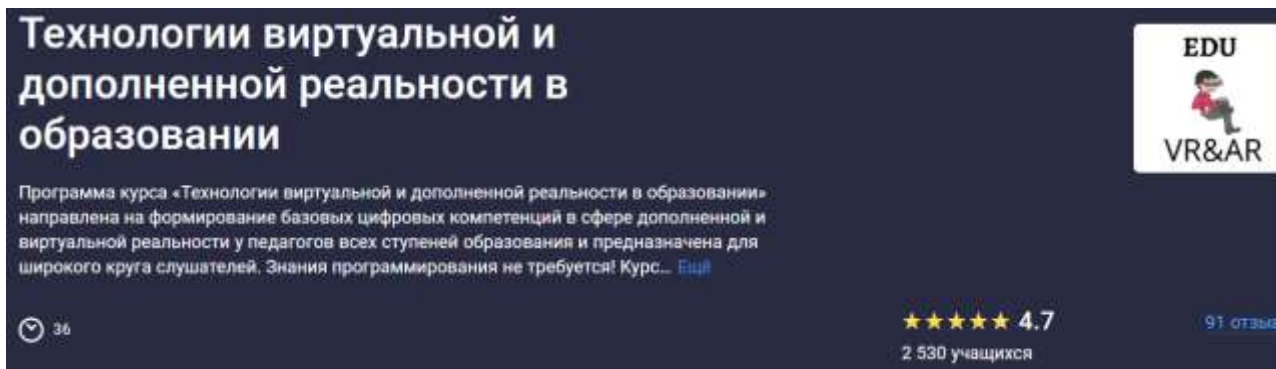 Технологии виртуальной и
дополненной реальности в
образовании
EDU
VR&AR
Программа курса «Технологии виртуальной и дополненной реальности в образовании»
направлена на формирование базовых цифровых компетенций в сфере дополненной и
виртуальной реальности у педагогов всех ступеней образования и предназначена для
широкого круга слушателей. Знания программирования не требуется! Курс... Ещё
36
4.7
91 отзыв
2 530 учащихся